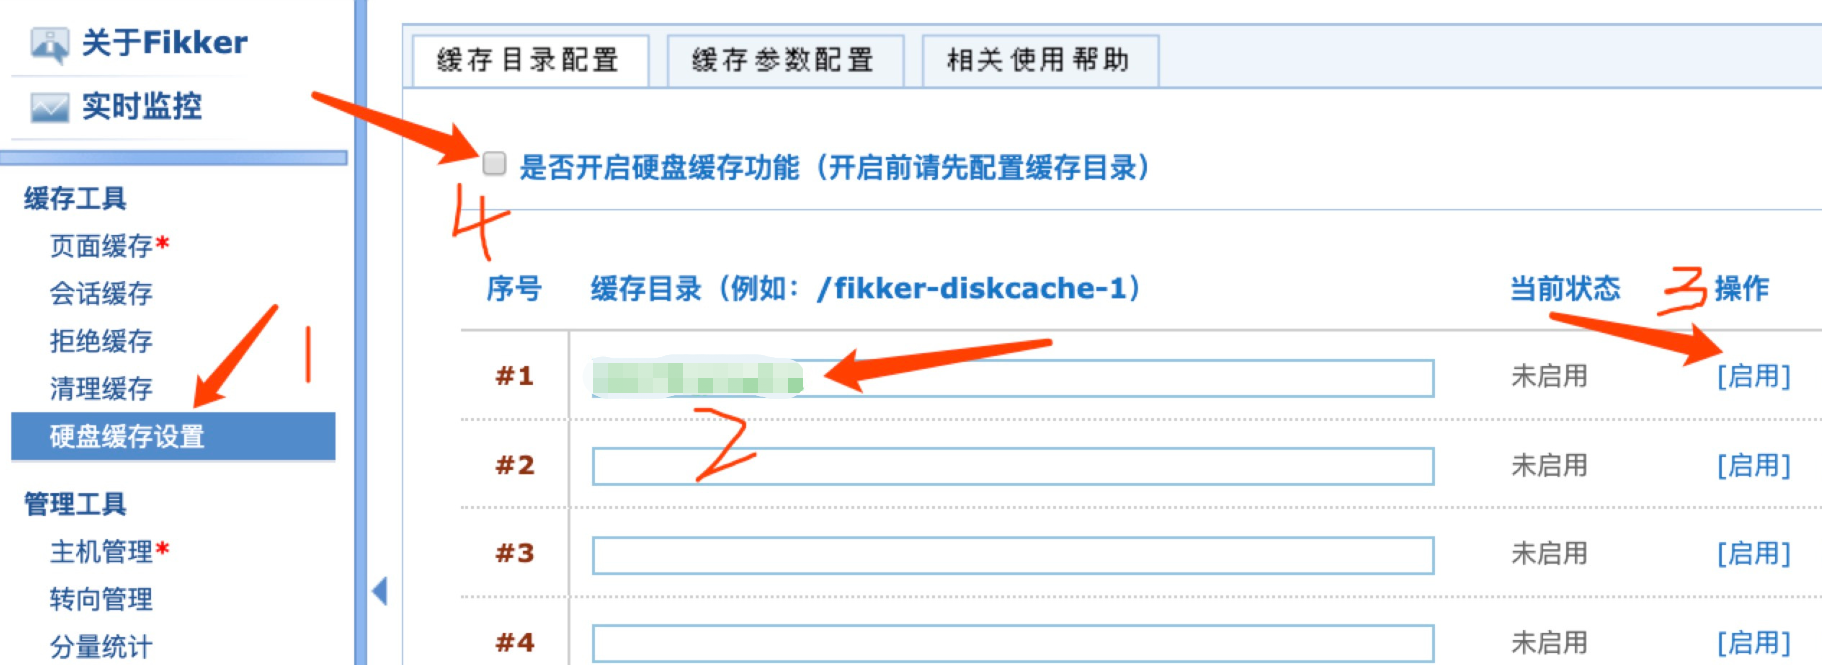 关于Fikker
实时监控
缓存工具
页面缓存*
会话缓存
拒绝缓存
清理缓存
硬盘缓存设置
管理工具
主机管理*
转向管理
分量统计
1
缓存目录配置 缓存参数配置 相关使用帮助
是否开启硬盘缓存功能（开启前请先配置缓存目录）
4
序号 缓存目录（例如：/fikker-diskcache-1） 当前状态 3 操作
#1 未启用 [启用]
2
#2 未启用 [启用]
#3 未启用 [启用]
#4 未启用 [启用]